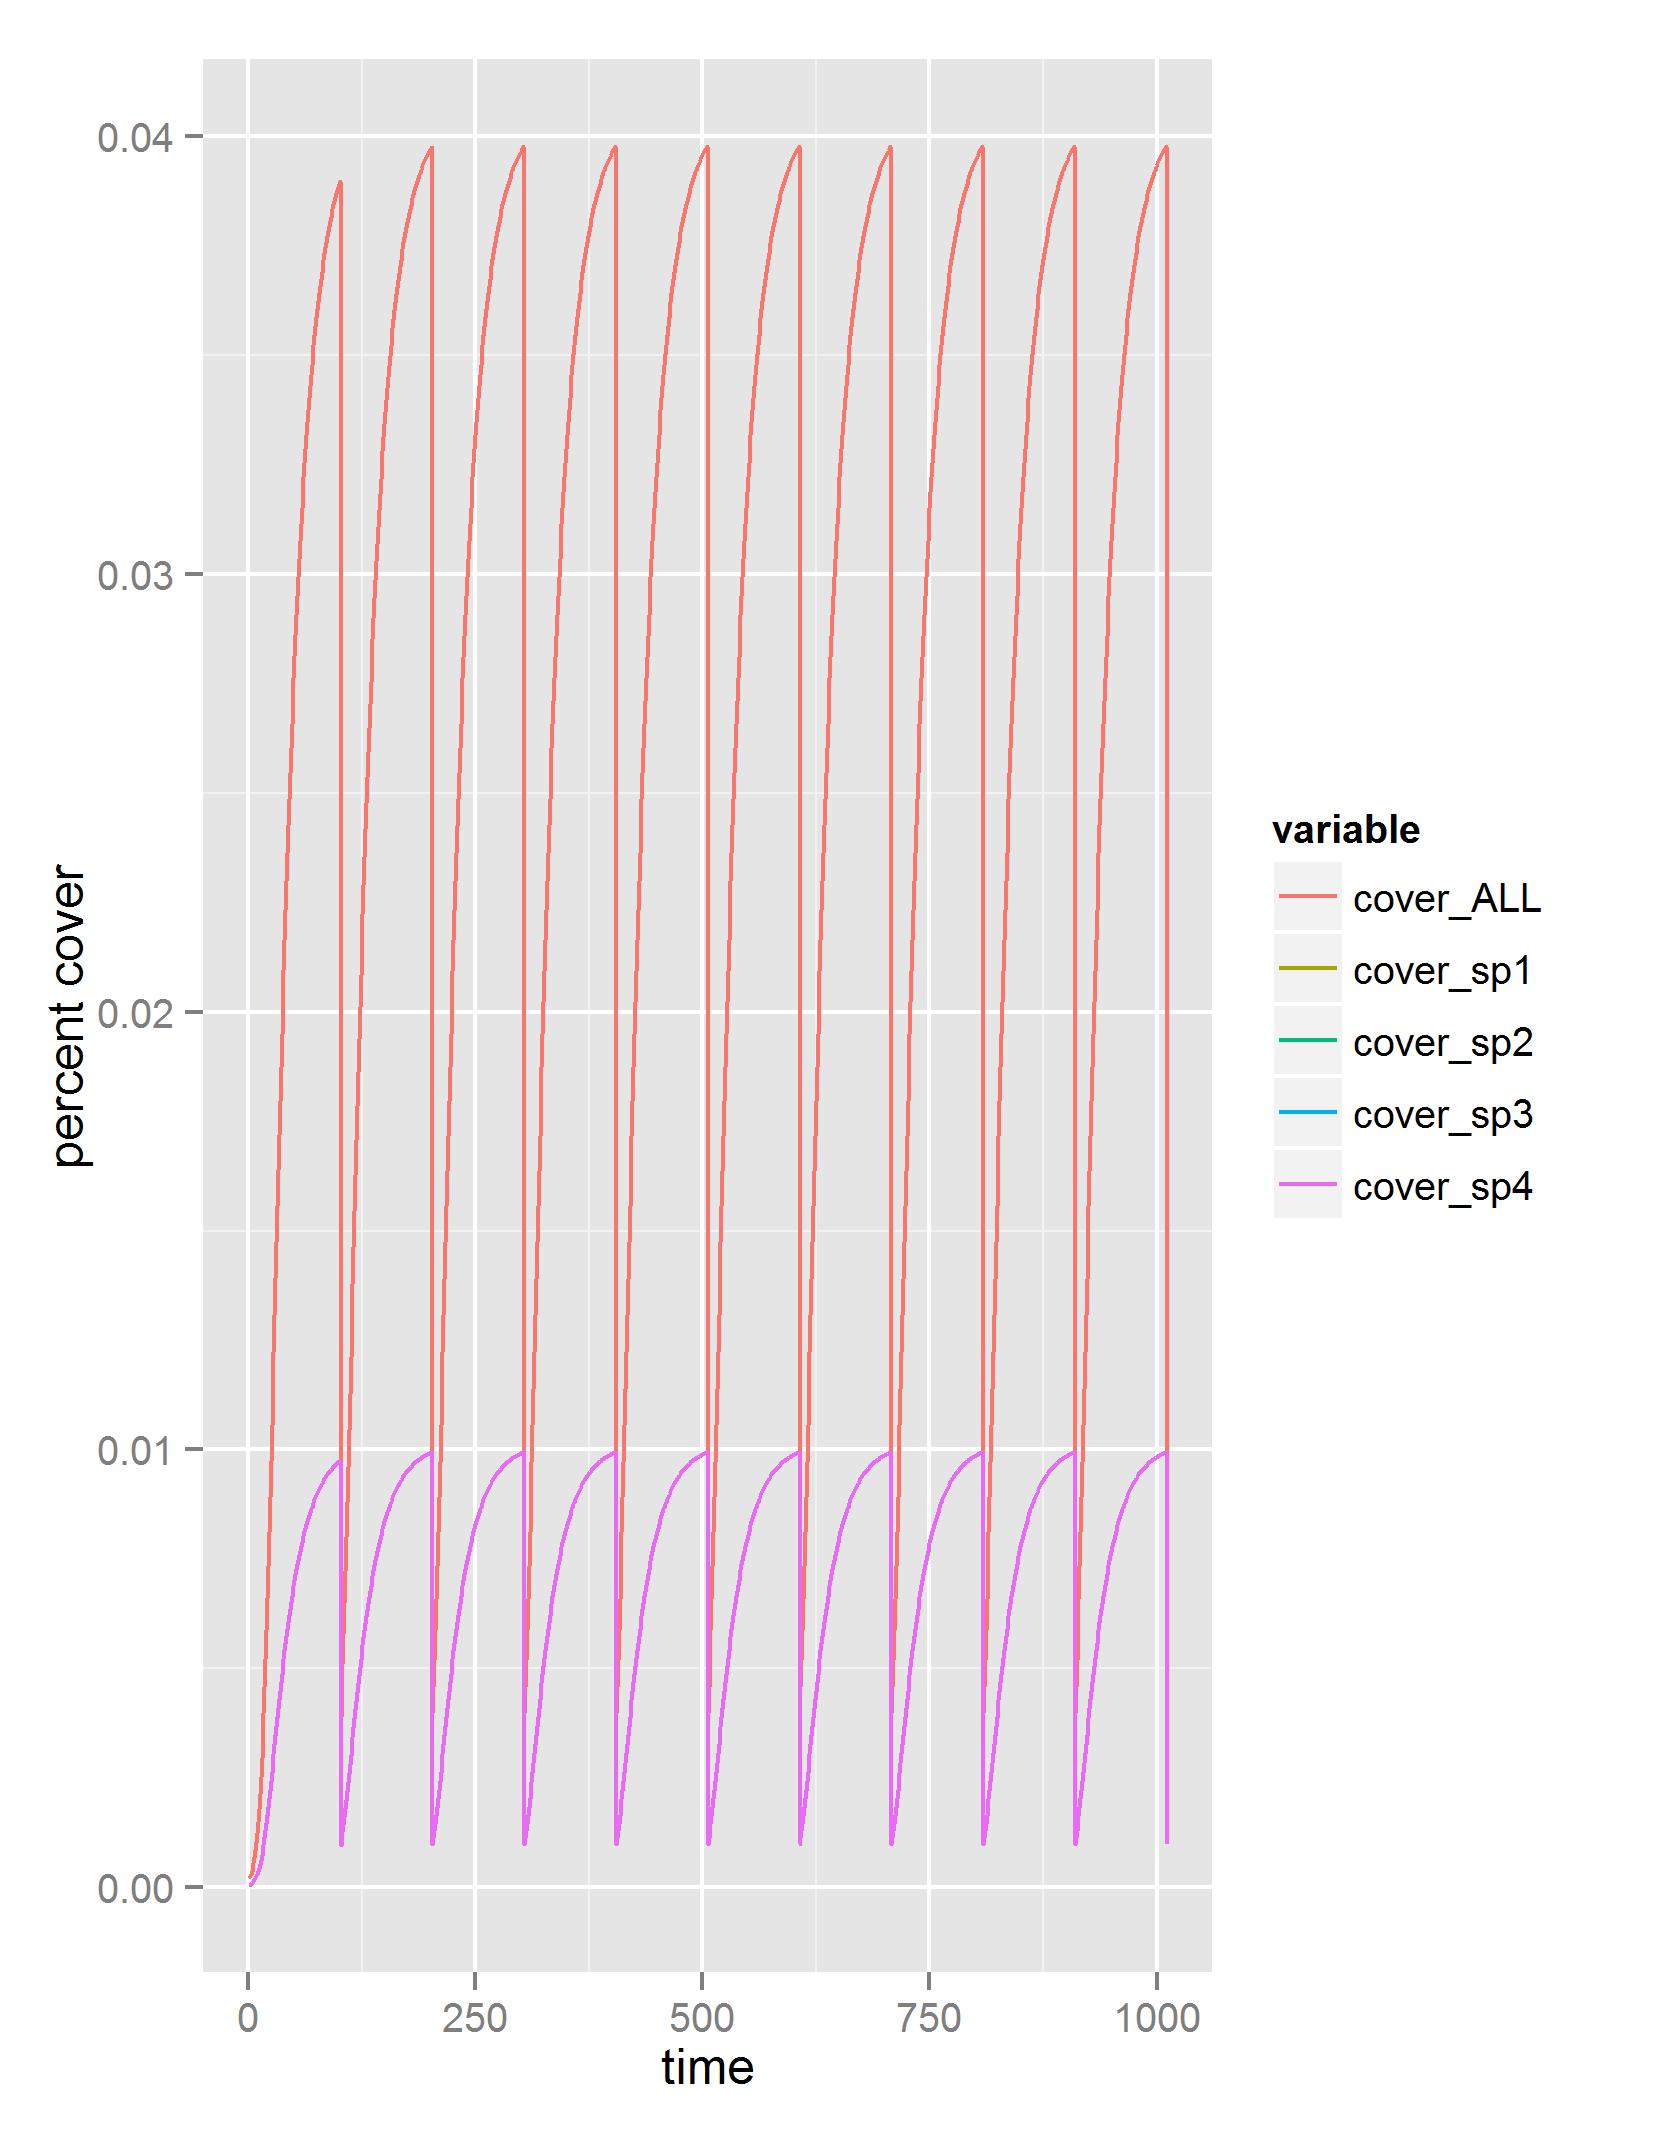 0.04
0.03
0.02
0.01
0.00
percent cover
0
250
500
750
1000
time
variable
cover_ALL
cover_sp1
cover_sp2
cover_sp3
cover_sp4